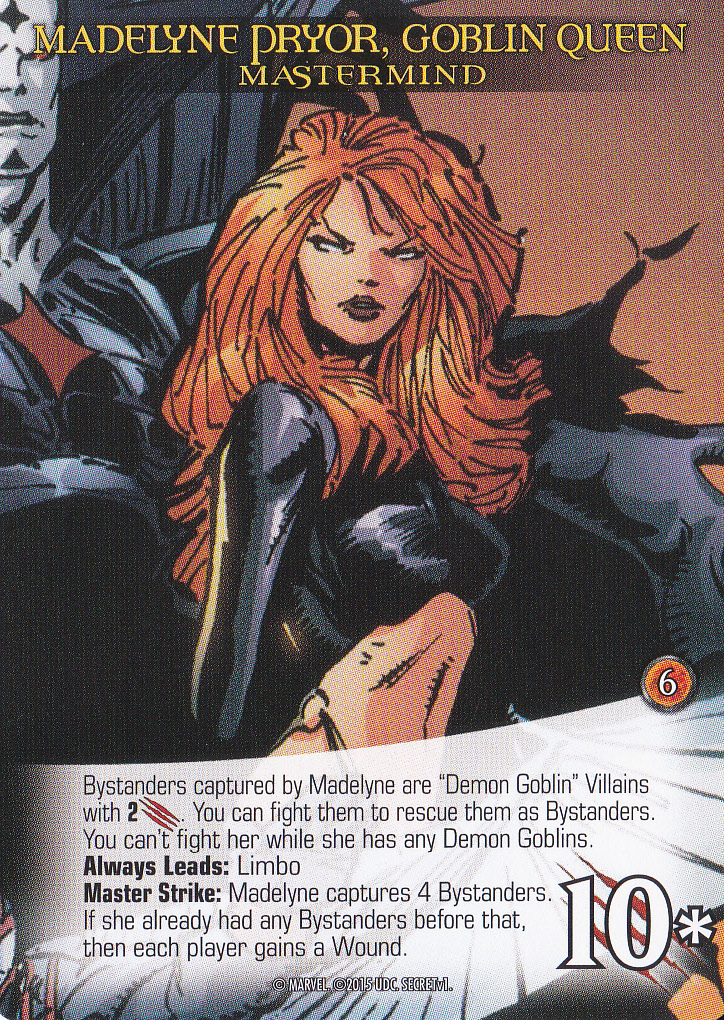 MADELYNE PRYOR, GOBLIN QUEEN
MASTERMIND
6
Bystanders captured by Madelyne are “Demon Goblin” Villains
with 2. You can fight them to rescue them as Bystanders.
You can't fight her while she has any Demon Goblins.
Always Leads: Limbo
Master Strike: Madelyne captures 4 Bystanders.
If she already had any Bystanders before that,
then each player gains a Wound.
10*
© MARVEL. ©2015 UDC. SECRETv1.